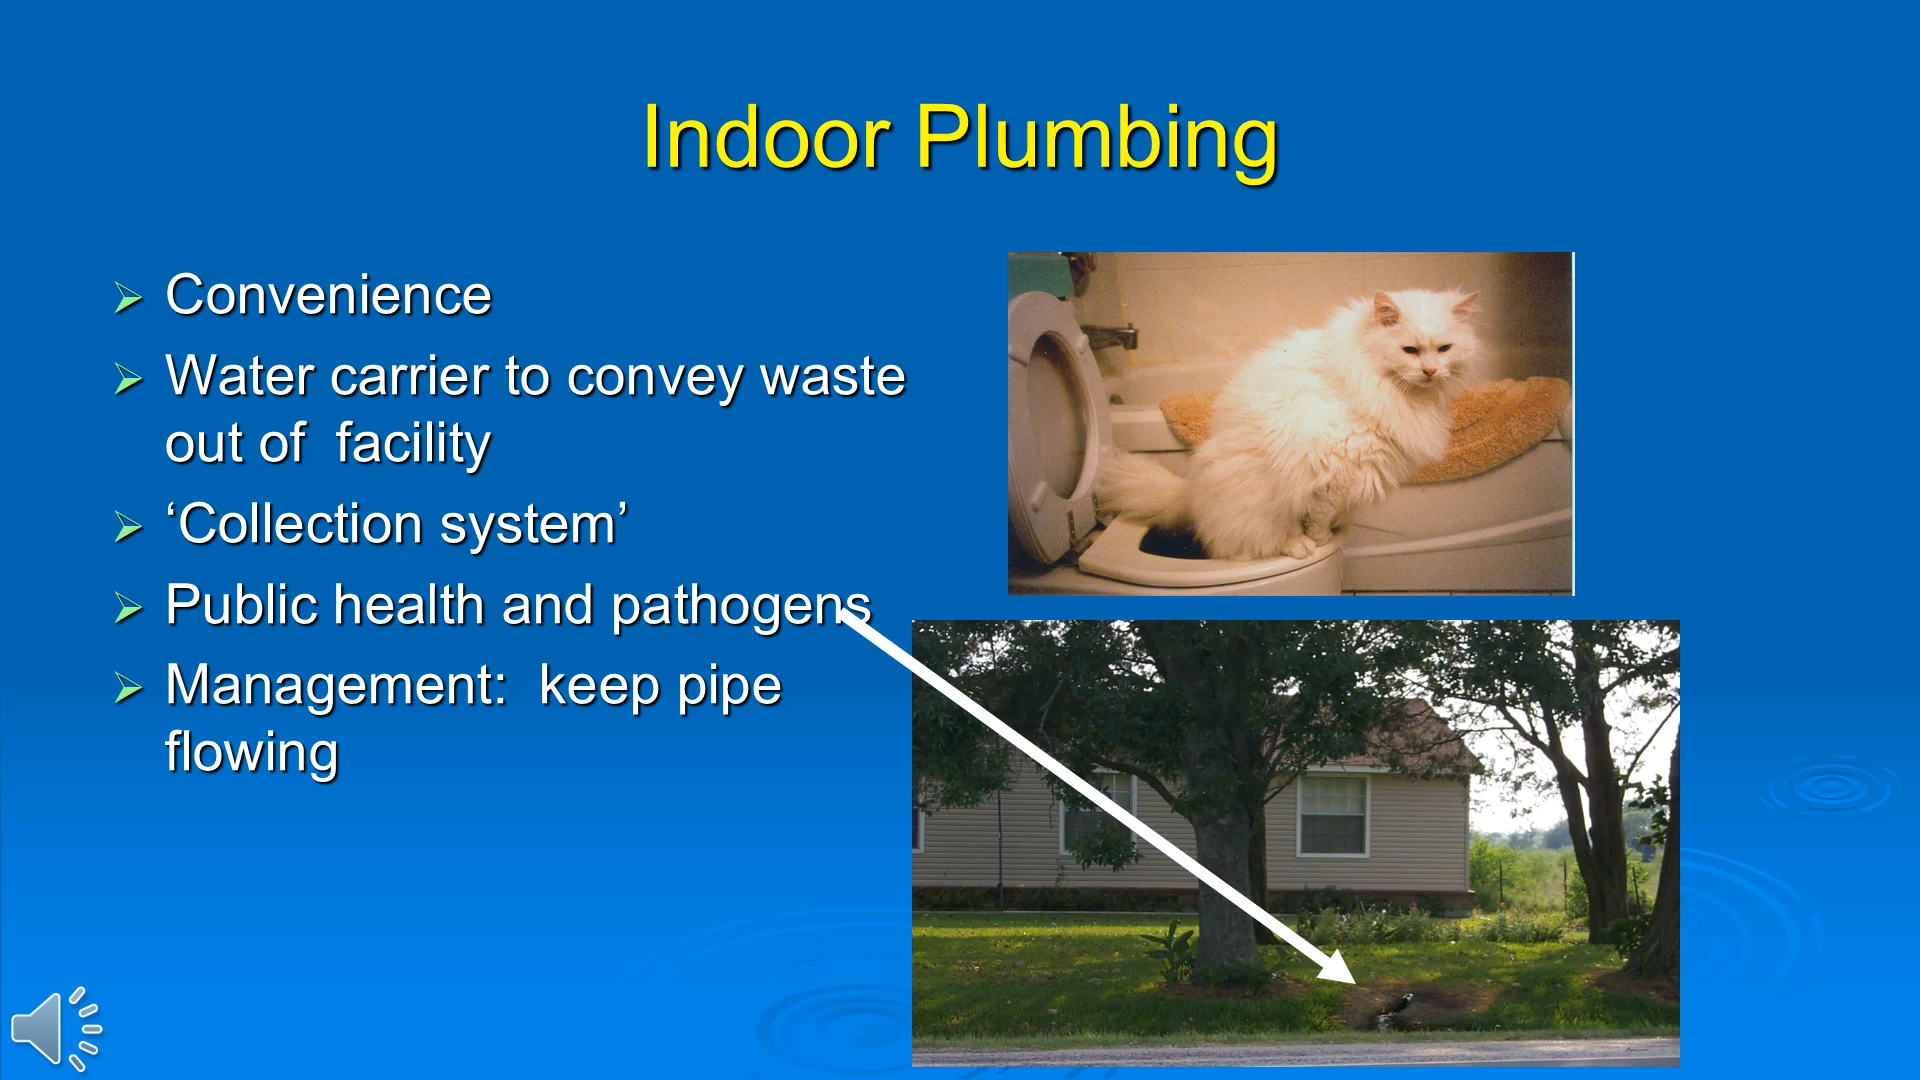 Indoor Plumbing
Convenience
Water carrier to convey waste
out of  facility
‘Collection system’
Public health and pathogens
Management:  keep pipe
flowing